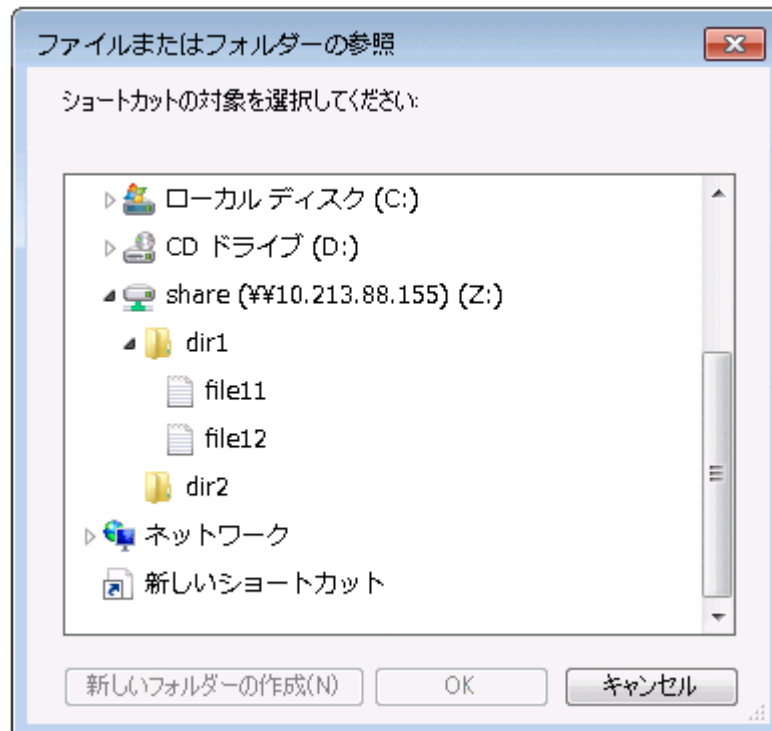 ファイルまたはフォルダーの参照
ショートカットの対象を選択してください:
ローカル ディスク (C:)
CD ドライブ (D:)
share (¥¥10.213.88.155) (Z:)
dir1
file11
file12
dir2
ネットワーク
新しいショートカット
新しいフォルダーの作成(N) OK キャンセル